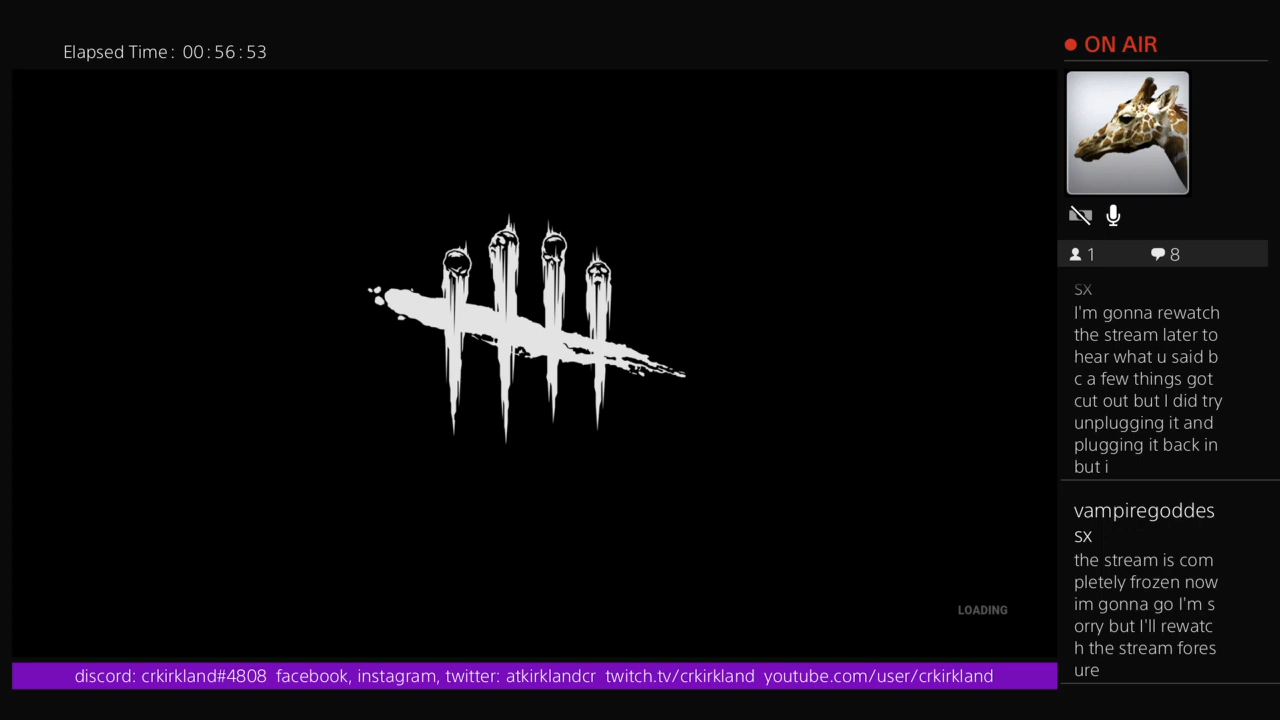 Elapsed Time: 00:56:53
ON AIR
1
8
SX
I'm gonna rewatch
the stream later to
hear what u said b
c a few things got
cut out but I did try
unplugging it and
plugging it back in
but i
vampiregoddes
sx
the stream is com
pletely frozen now
im gonna go I'm s
orry but I'll rewatc
h the stream fores
ure
LOADING
discord: crkirkland#4808 facebook, instagram, twitter: atkirklandcr twitch.tv/crkirkland youtube.com/user/crkirkland